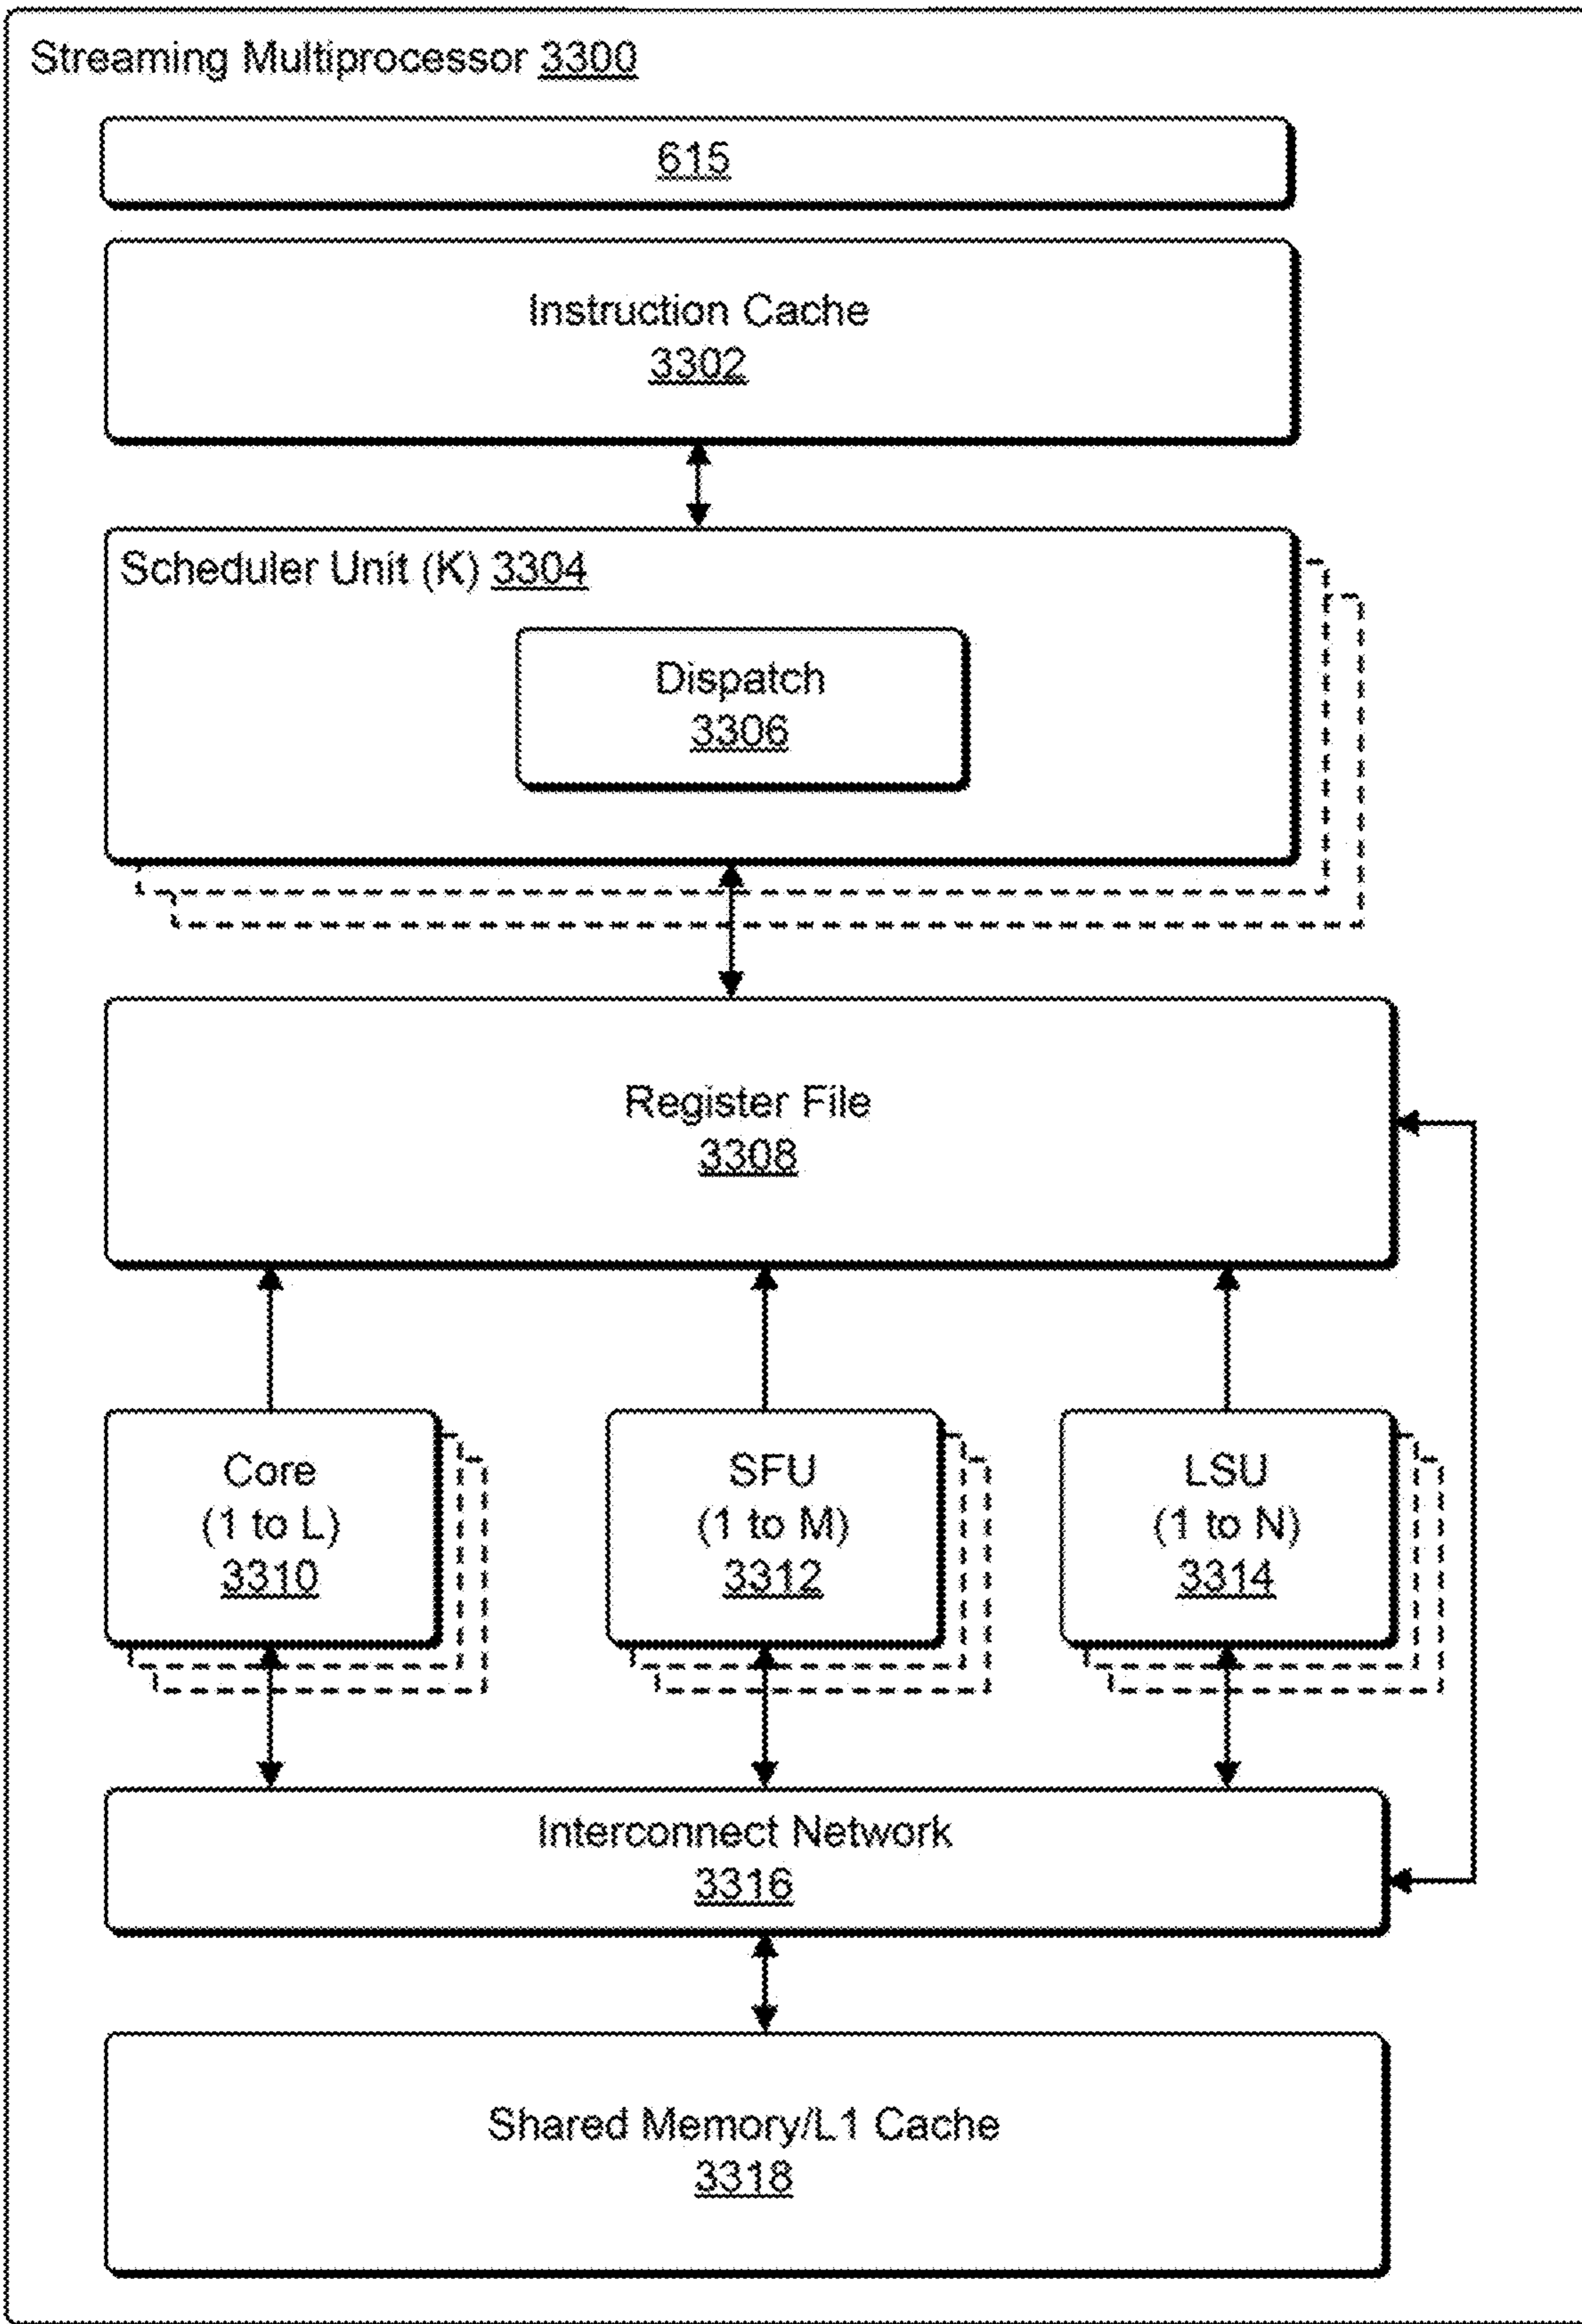 Streaming Multiprocessor 3300
615
Instruction Cache
3302
Scheduler Unit (K) 3304
Dispatch
3306
Register File
3308
Core
(1 to L)
3310
SFU
(1 to M)
3312
LSU
(1 to N)
3314
Interconnect Network
3316
Shared Memory/L1 Cache
3318